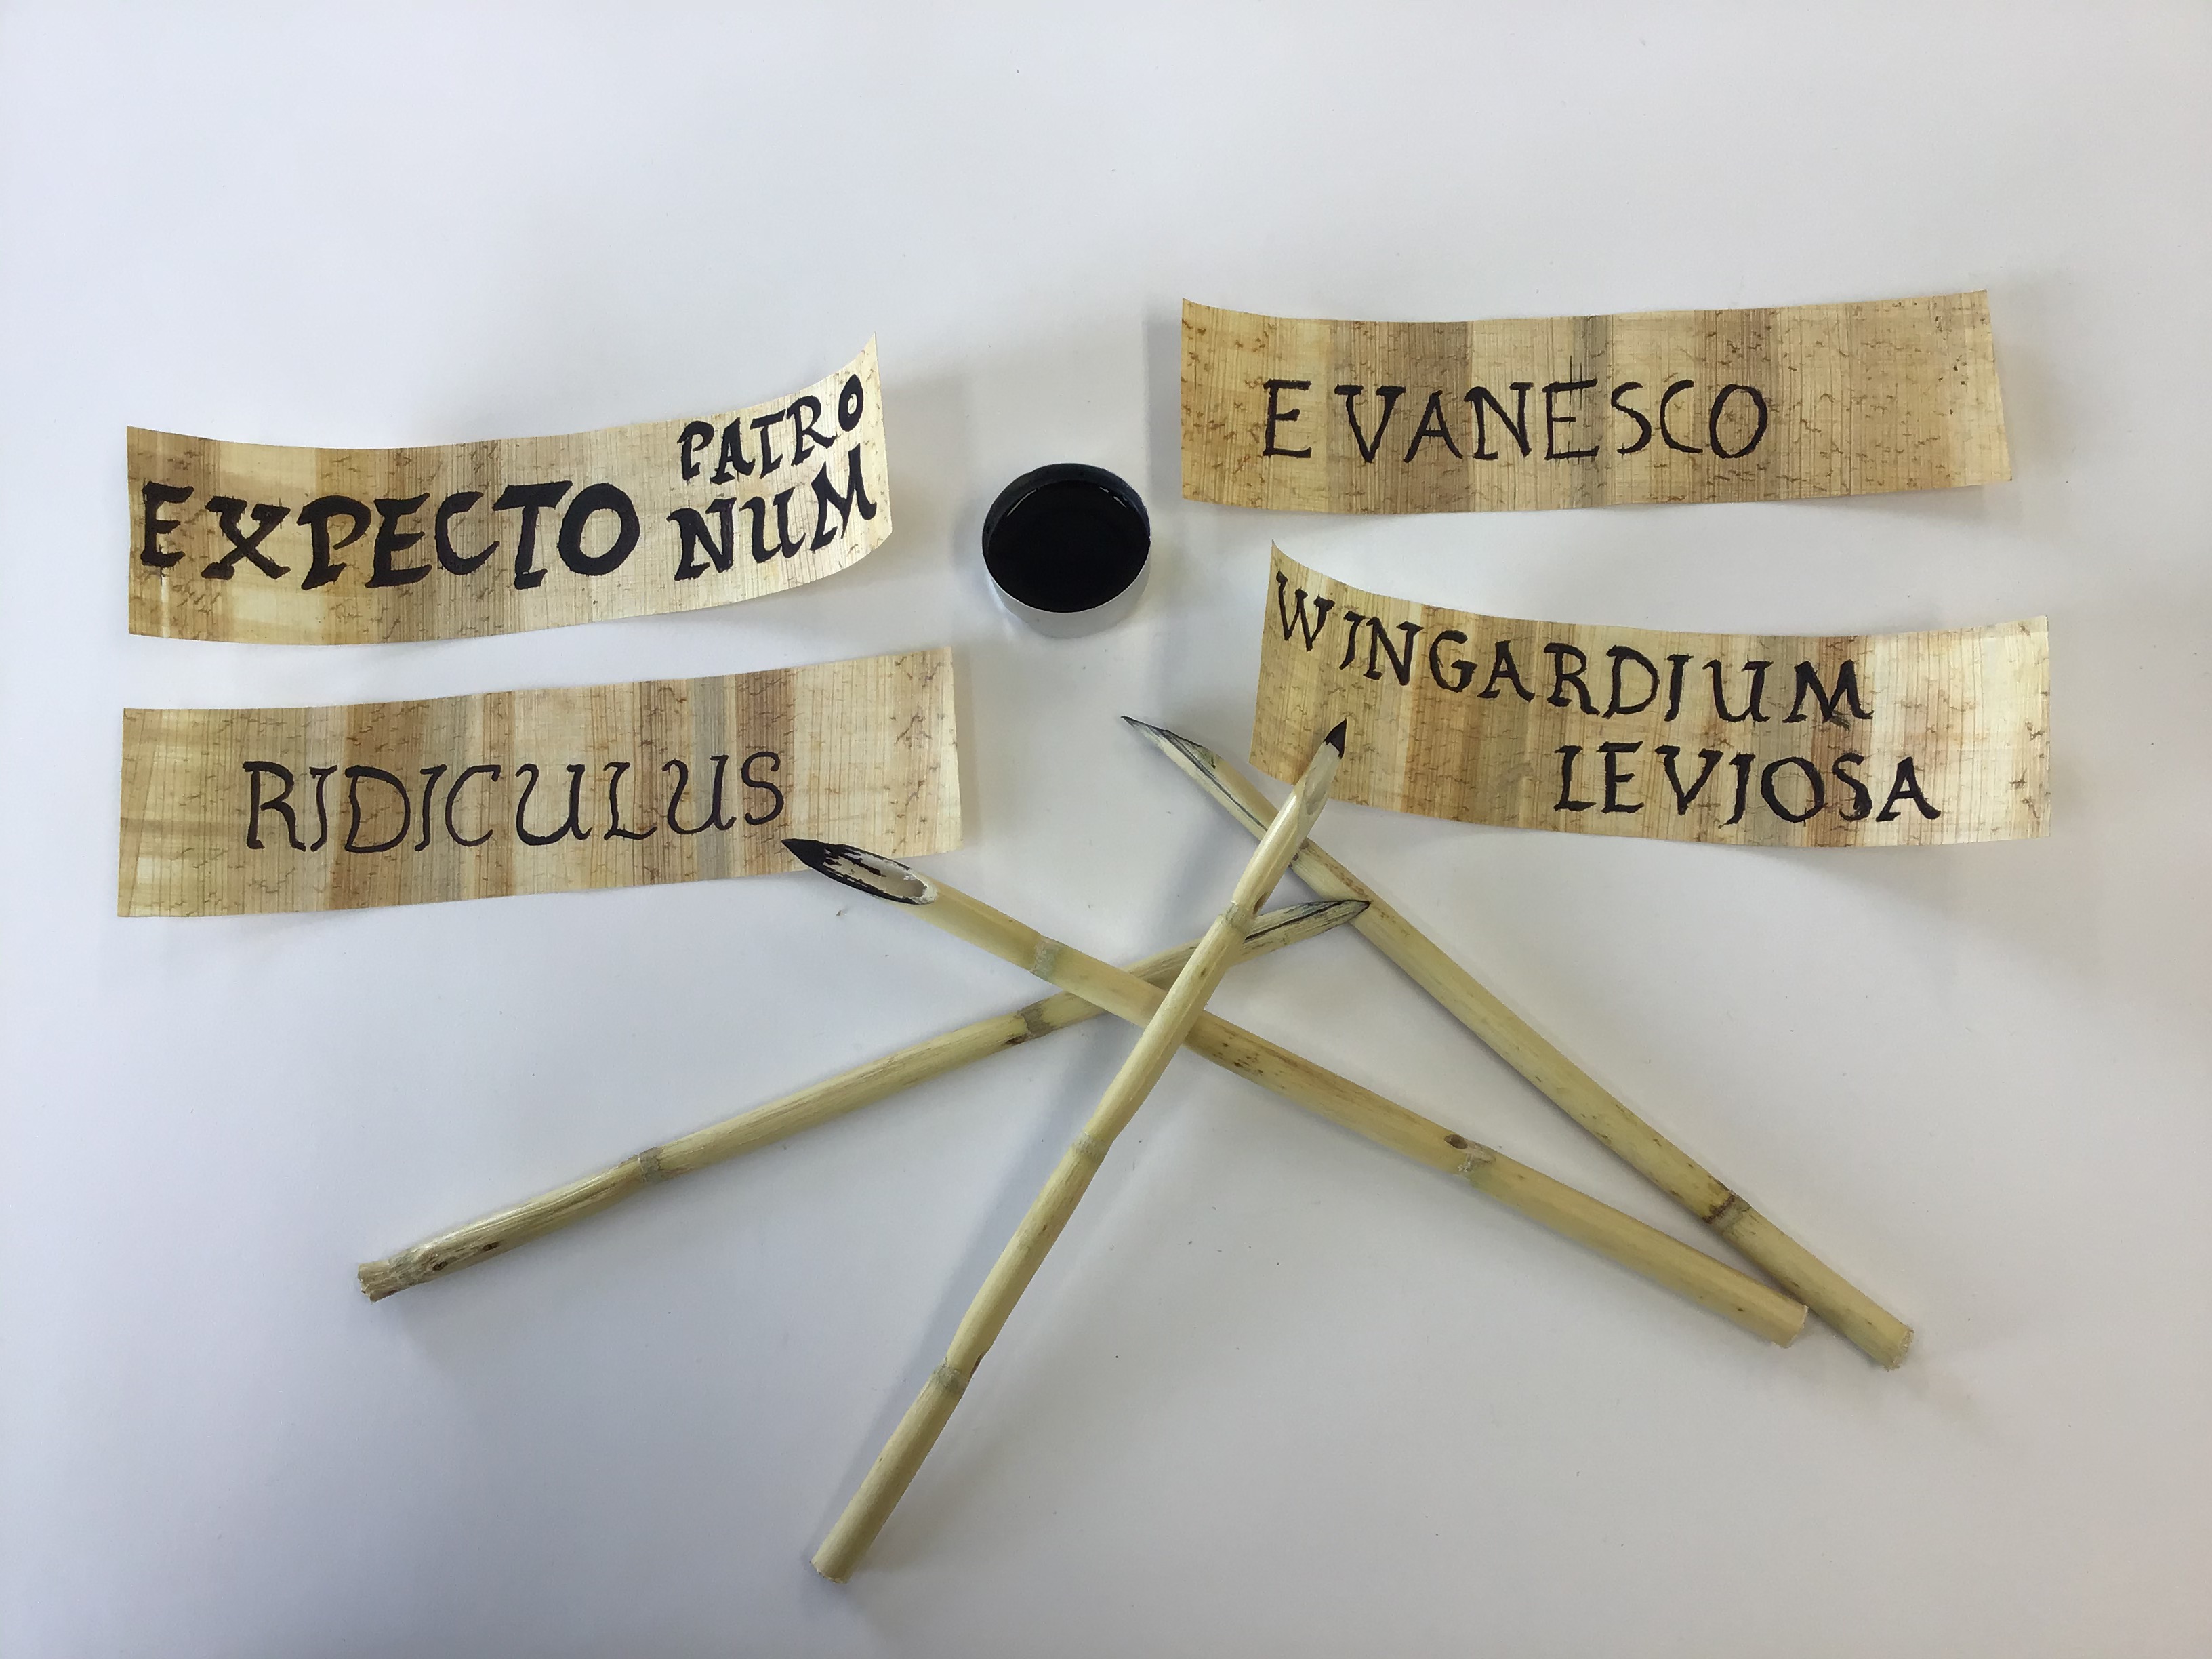 EXPECTO PATRO
NUM
RIDICULUS
EVANESCO
WINGARDIUM
LEVIOSA